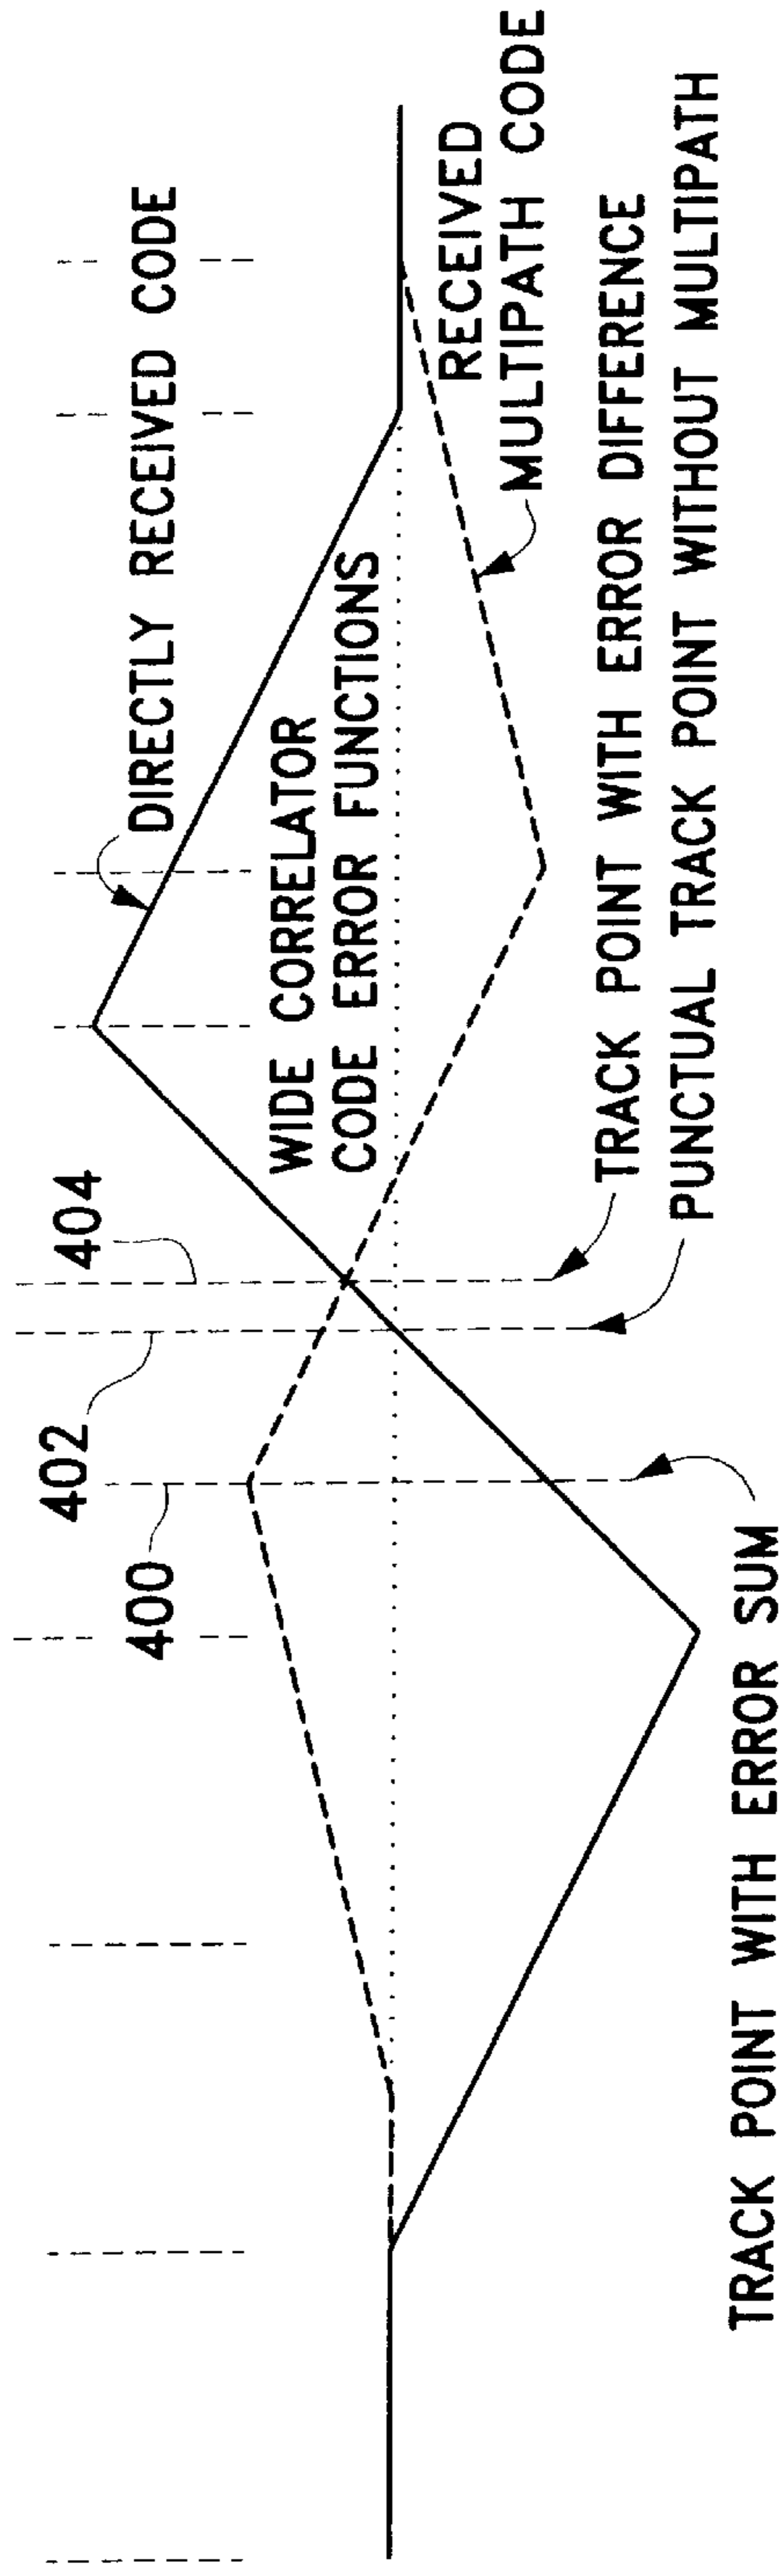 402
404
400
DIRECTLY RECEIVED CODE
WIDE CORRELATOR
CODE ERROR FUNCTIONS
RECEIVED
MULTIPATH CODE
TRACK POINT WITH ERROR DIFFERENCE
PUNCTUAL TRACK POINT WITHOUT MULTIPATH
TRACK POINT WITH ERROR SUM